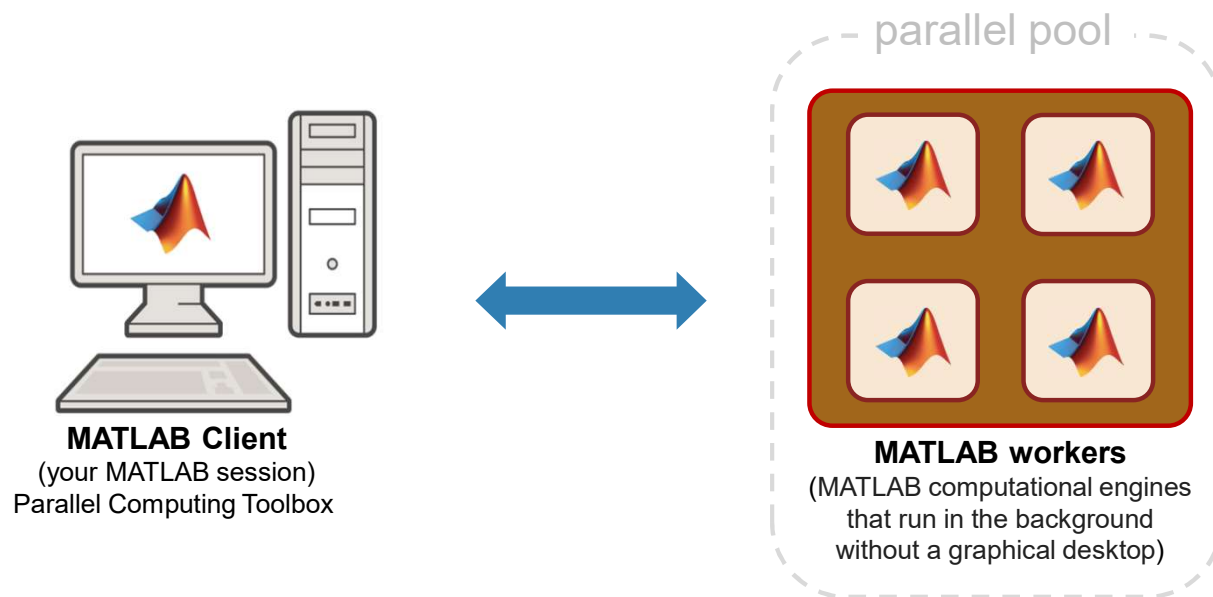 parallel pool
MATLAB Client
(your MATLAB session)
Parallel Computing Toolbox
MATLAB workers
(MATLAB computational engines
that run in the background
without a graphical desktop)